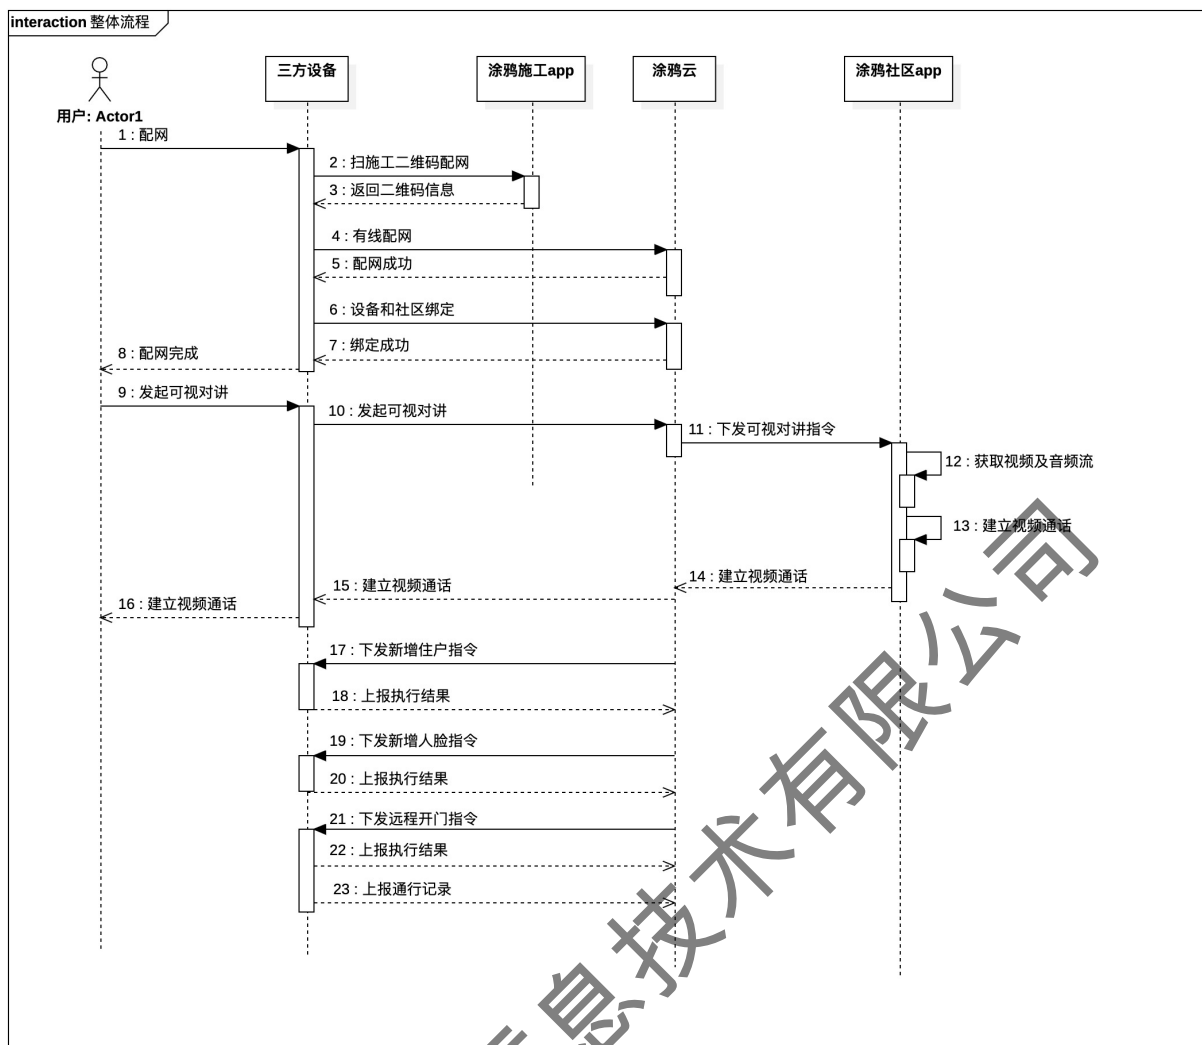 interaction 整体流程
三方设备
涂鸦施工app
涂鸦云
涂鸦社区app
用户: Actor1
1 : 配网
2 : 扫施工二维码配网
3 : 返回二维码信息
4 : 有线配网
5 : 配网成功
6 : 设备和社区绑定
7 : 绑定成功
8 : 配网完成
9 : 发起可视对讲
10 : 发起可视对讲
11 : 下发可视对讲指令
12 : 获取视频及音频流
13 : 建立视频通话
14 : 建立视频通话
15 : 建立视频通话
16 : 建立视频通话
17 : 下发新增住户指令
18 : 上报执行结果
19 : 下发新增人脸指令
20 : 上报执行结果
21 : 下发远程开门指令
22 : 上报执行结果
23 : 上报通行记录
息技术有限公司